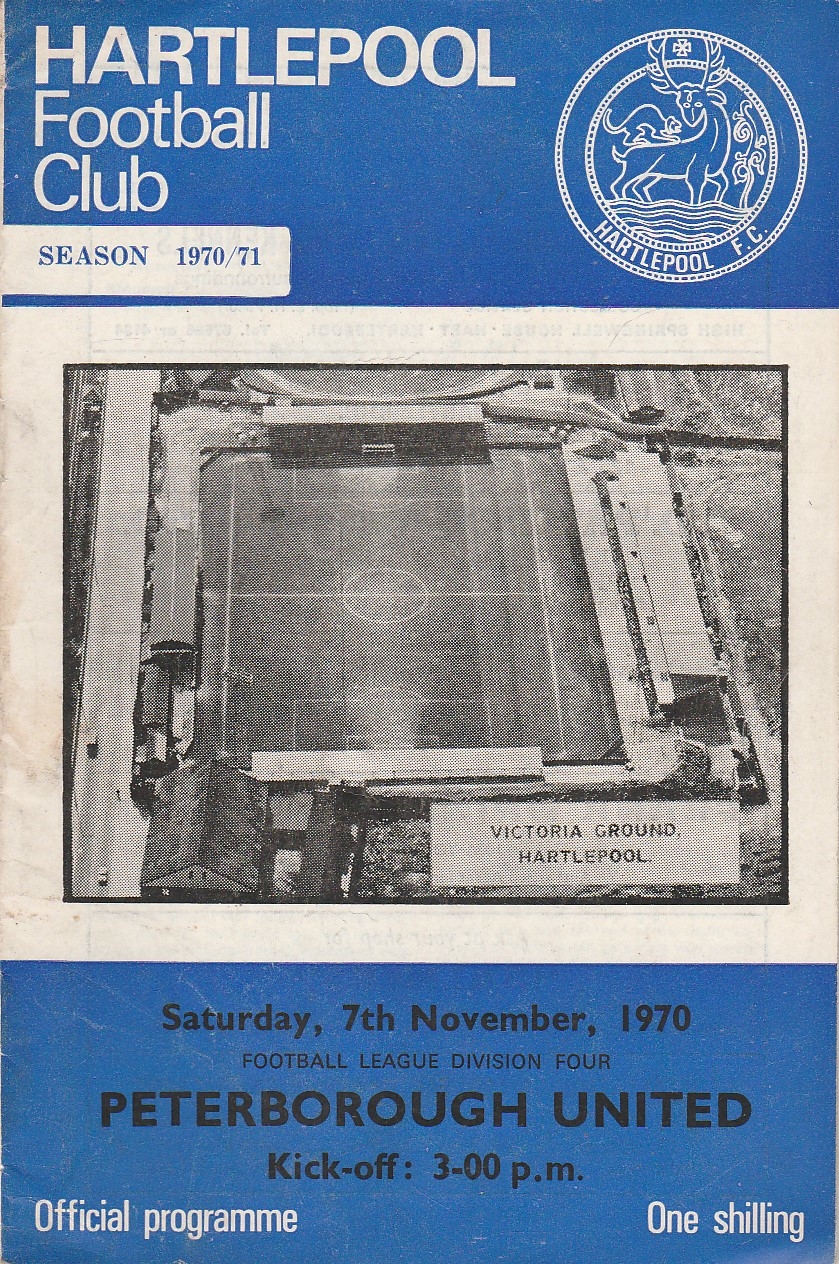 HARTLEPOOL
Football
Club
SEASON 1970/71
HARTLEPOOL F.C.
VICTORIA GROUND,
HARTLEPOOL.
Saturday, 7th November, 1970
FOOTBALL LEAGUE DIVISION FOUR
PETERBOROUGH UNITED
Kick-off: 3-00 p.m.
Official programme
One shilling